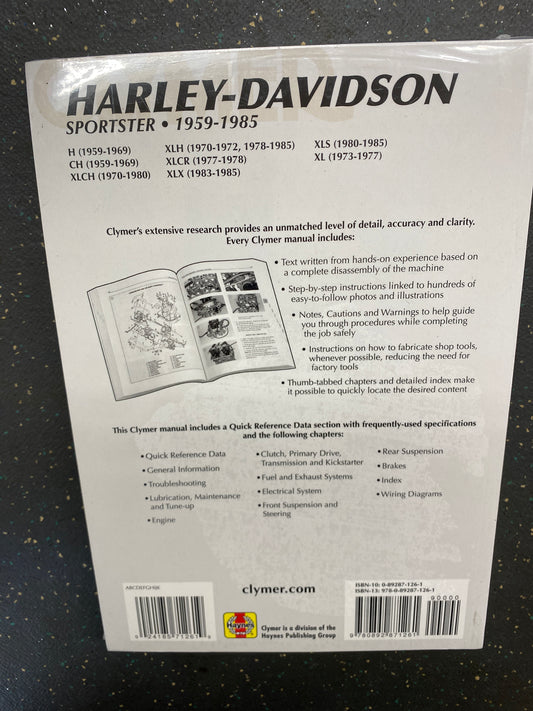 HARLEY-DAVIDSON
SPORTSTER • 1959-1985
H (1959-1969)
CH (1959-1969)
XLCH (1970-1980)
XLH (1970-1972, 1978-1985)
XLCR (1977-1978)
XLX (1983-1985)
XLS (1980-1985)
XL (1973-1977)
Clymer's extensive research provides an unmatched level of detail, accuracy and clarity.
Every Clymer manual includes:
• Text written from hands-on experience based on
a complete disassembly of the machine
• Step-by-step instructions linked to hundreds of
easy-to-follow photos and illustrations
• Notes, Cautions and Warnings to help guide
you through procedures while completing
the job safely
• Instructions on how to fabricate shop tools,
whenever possible, reducing the need for
factory tools
• Thumb-tabbed chapters and detailed index make
it possible to quickly locate the desired content
This Clymer manual includes a Quick Reference Data section with frequently-used specifications
and the following chapters:
• Quick Reference Data
• General Information
• Troubleshooting
• Lubrication, Maintenance
and Tune-up
• Engine
• Clutch, Primary Drive,
Transmission and Kickstarter
• Fuel and Exhaust Systems
• Electrical System
• Front Suspension and
Steering
• Rear Suspension
• Brakes
• Index
• Wiring Diagrams
ABCDEFGHIJK
clymer.com
Haynes
Clymer is a division of the
Haynes Publishing Group
ISBN-10: 0-89287-126-1
ISBN-13: 978-0-89287-126-1
90000
9 780892 871261